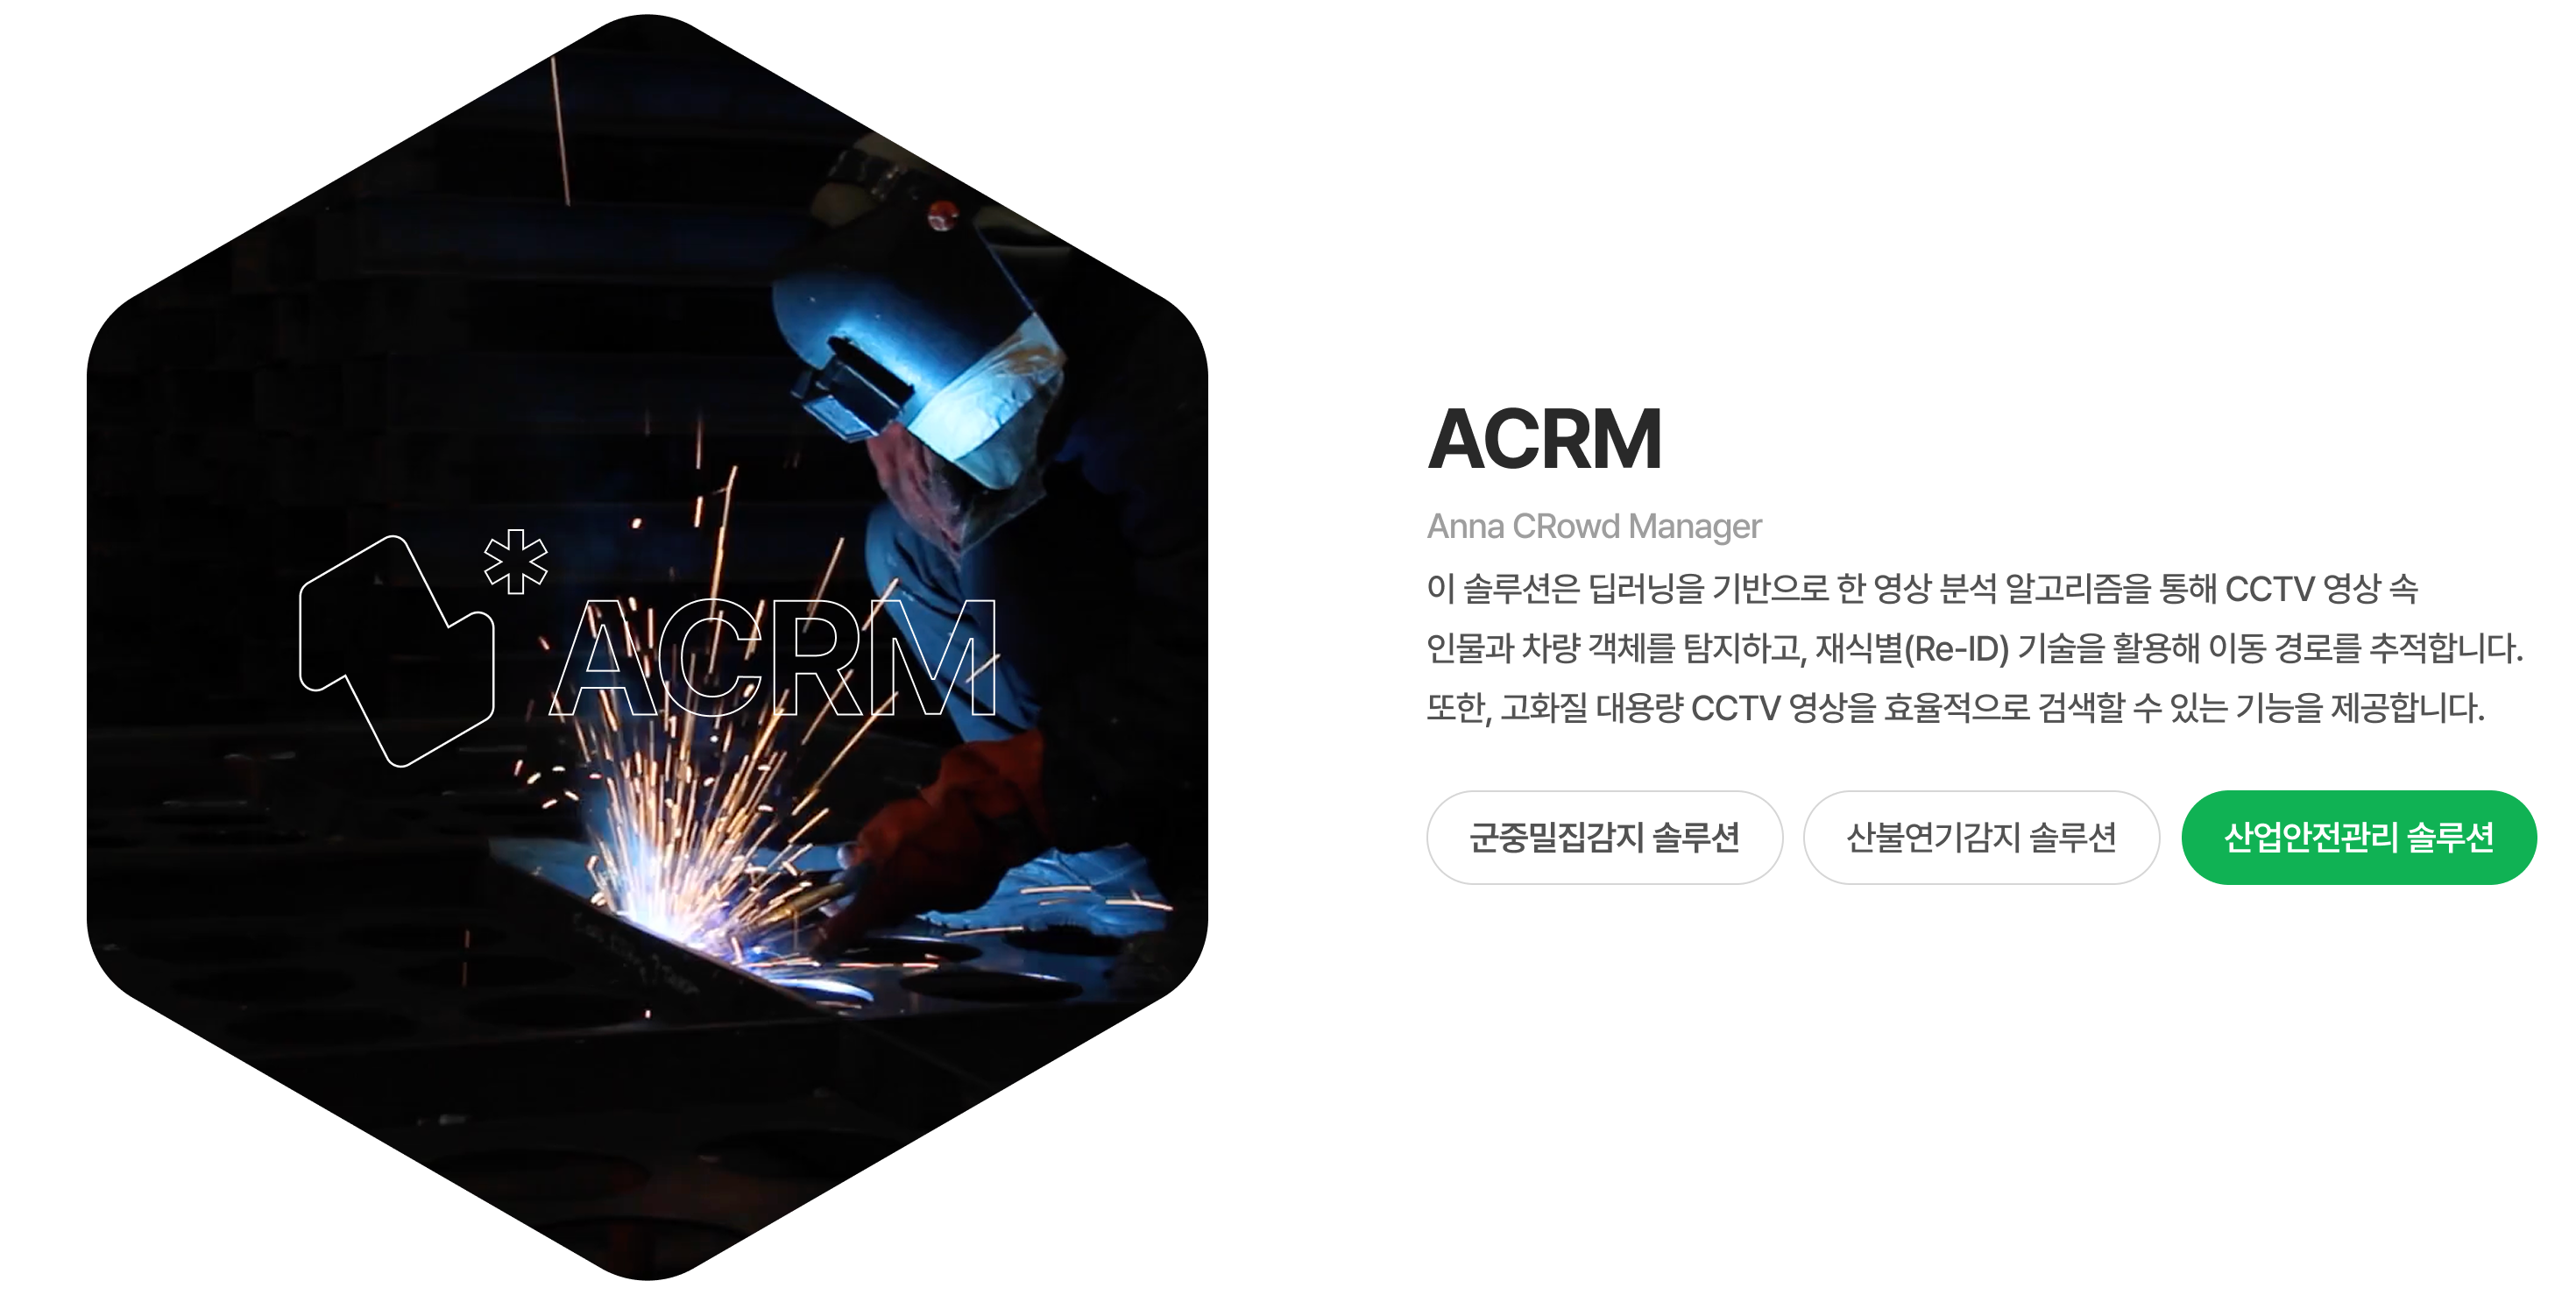 ACRM
ACRM
Anna CRowd Manager
이 솔루션은 딥러닝을 기반으로 한 영상 분석 알고리즘을 통해 CCTV 영상 속
인물과 차량 객체를 탐지하고, 재식별(Re-ID) 기술을 활용해 이동 경로를 추적합니다.
또한, 고화질 대용량 CCTV 영상을 효율적으로 검색할 수 있는 기능을 제공합니다.
군중밀집감지 솔루션
산불연기감지 솔루션
산업안전관리 솔루션